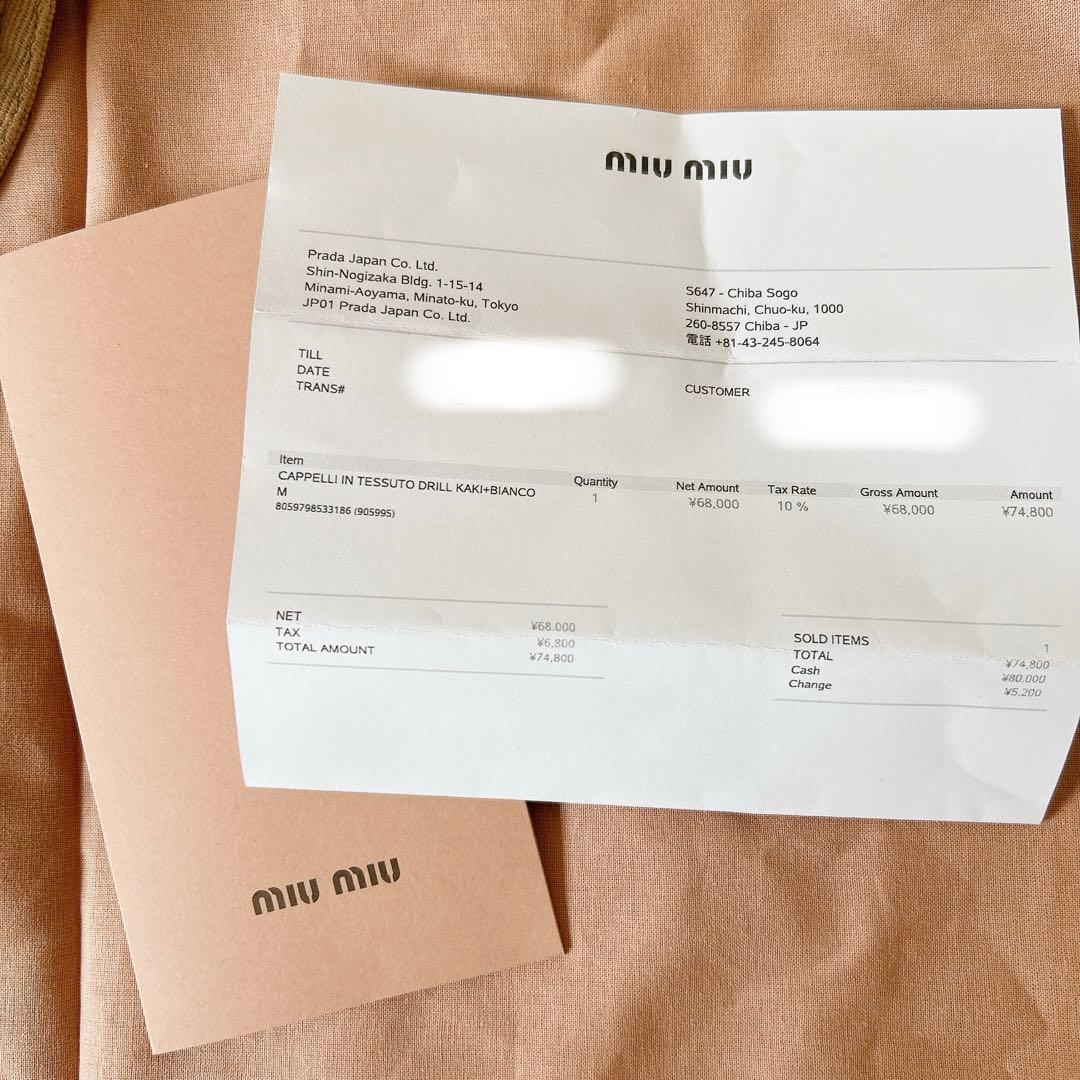 miu miu
Prada Japan Co. Ltd.
Shin-Nogizaka Bldg. 1-15-14
Minami-Aoyama, Minato-ku, Tokyo
JP01 Prada Japan Co. Ltd.
S647 - Chiba Sogo
Shinmachi, Chuo-ku, 1000
260-8557 Chiba - JP
電話 +81-43-245-8064
TILL
DATE
TRANS#
CUSTOMER
Item Quantity Net Amount Tax Rate Gross Amount Amount
CAPPELLI IN TESSUTO DRILL KAKI+BIANCO 1 ¥68,000 10 % ¥68,000 ¥74,800
M
8059798533186 (905995)
NET ¥68,000
TAX ¥6,800
TOTAL AMOUNT ¥74,800
SOLD ITEMS 1
TOTAL ¥74,800
Cash ¥80,000
Change ¥5,200
miu miu